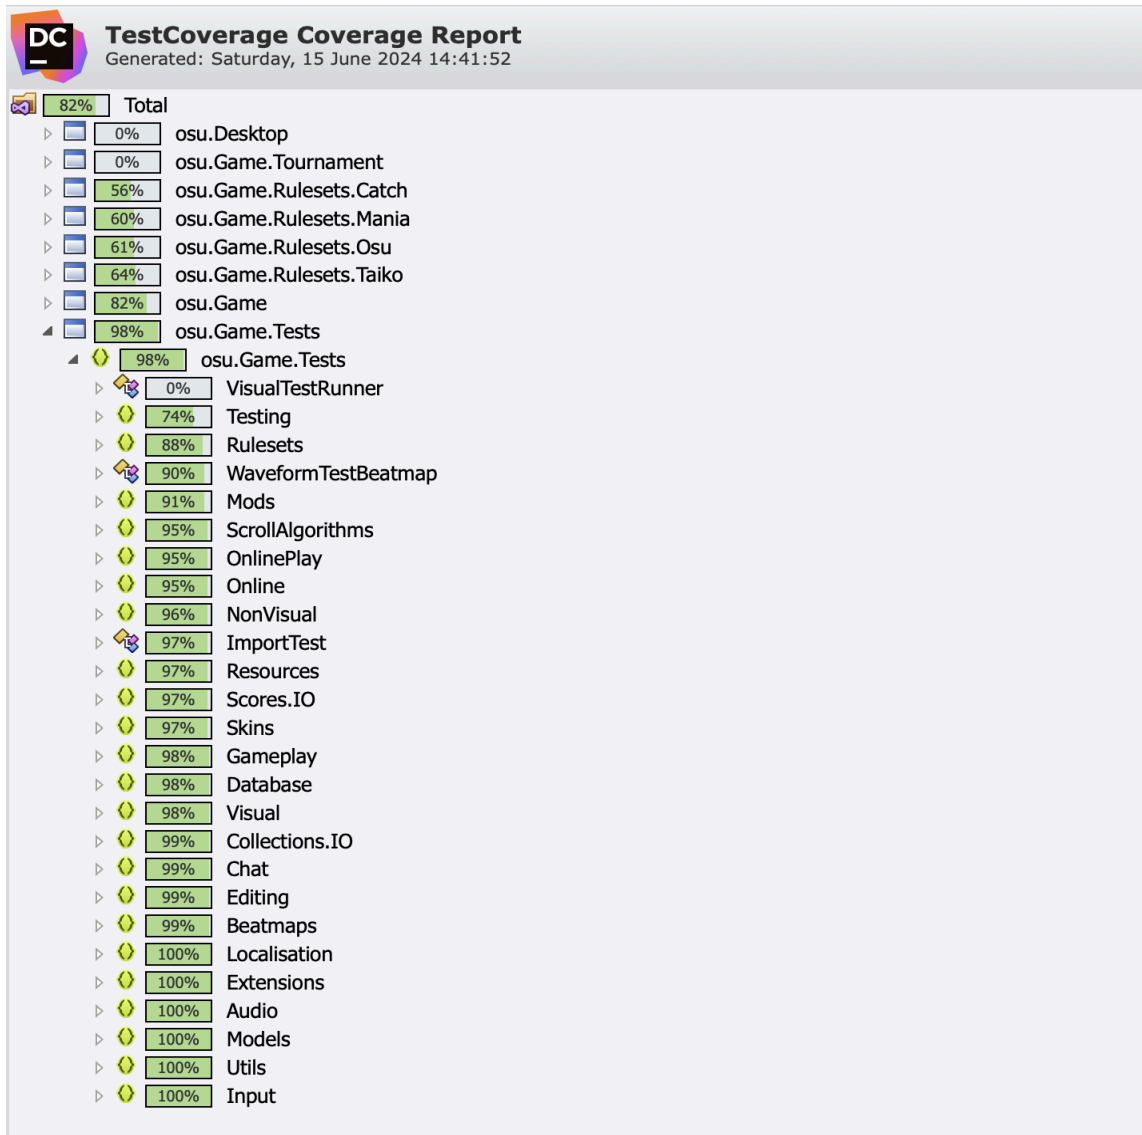 DC
TestCoverage Coverage Report
Generated: Saturday, 15 June 2024 14:41:52
82% Total
0% osu.Desktop
0% osu.Game.Tournament
56% osu.Game.Rulesets.Catch
60% osu.Game.Rulesets.Mania
61% osu.Game.Rulesets.Osu
64% osu.Game.Rulesets.Taiko
82% osu.Game
98% osu.Game.Tests
98% osu.Game.Tests
0% VisualTestRunner
74% Testing
88% Rulesets
90% WaveformTestBeatmap
91% Mods
95% ScrollAlgorithms
95% OnlinePlay
95% Online
96% NonVisual
97% ImportTest
97% Resources
97% Scores.IO
97% Skins
98% Gameplay
98% Database
98% Visual
99% Collections.IO
99% Chat
99% Editing
99% Beatmaps
100% Localisation
100% Extensions
100% Audio
100% Models
100% Utils
100% Input